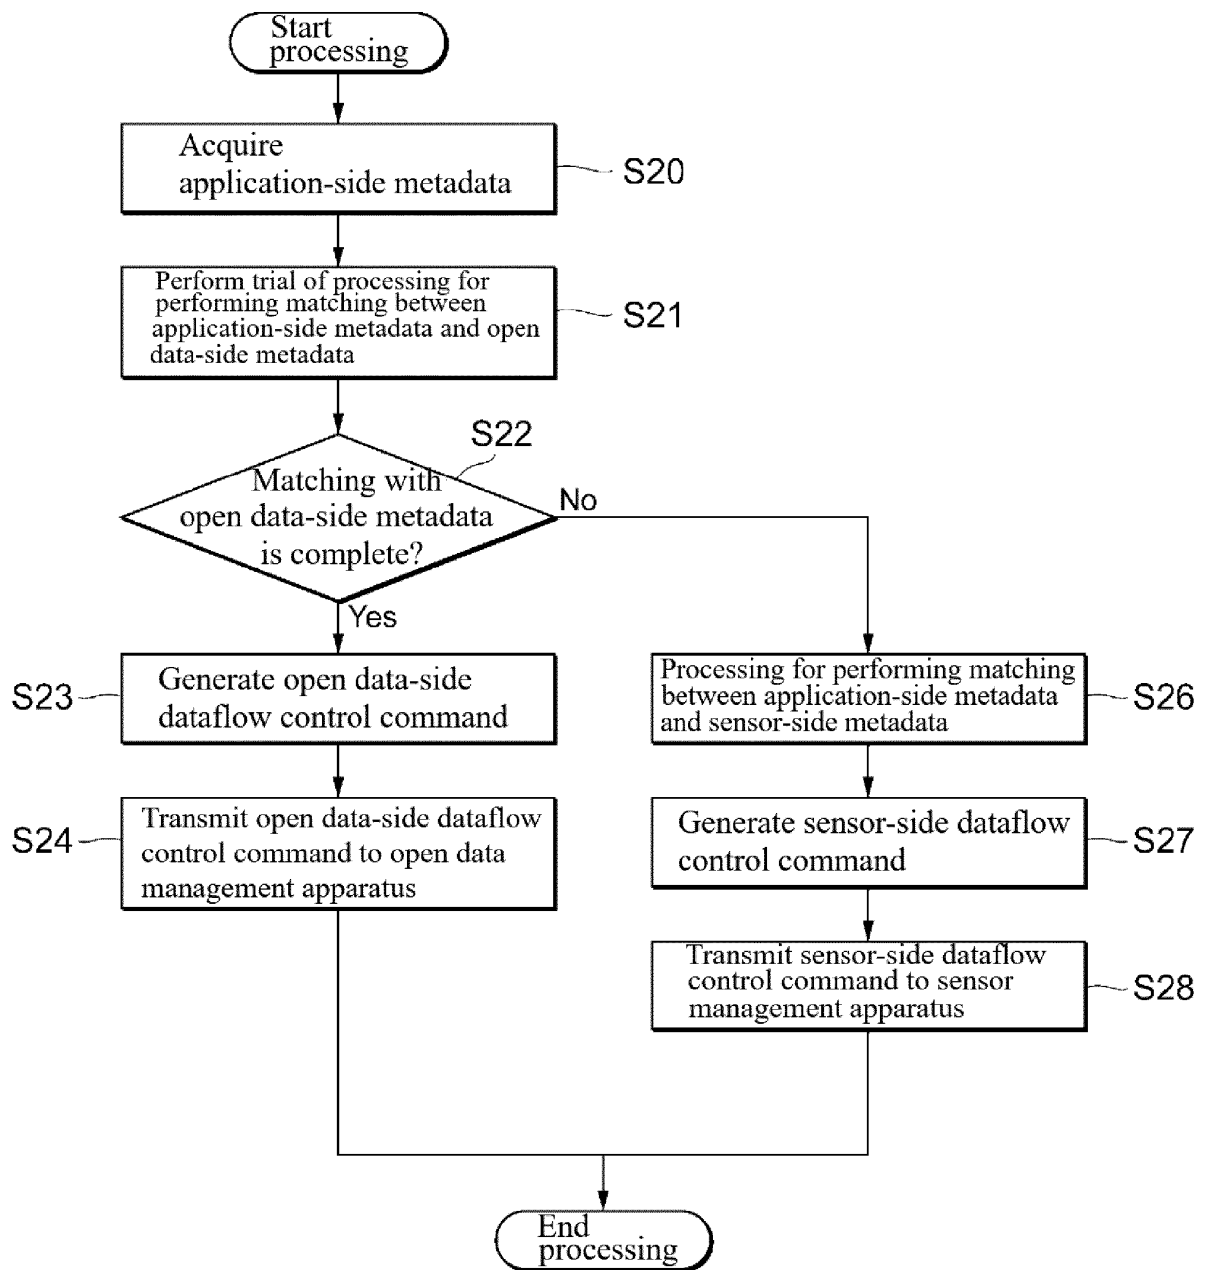 Start
processing
Acquire
application-side metadata
S20
Perform trial of processing for
performing matching between
application-side metadata and open
data-side metadata
S21
S22
Matching with
open data-side metadata
is complete?
No
Yes
S23
Generate open data-side
dataflow control command
S24
Transmit open data-side dataflow
control command to open data
management apparatus
Processing for performing matching
between application-side metadata
and sensor-side metadata
S26
Generate sensor-side dataflow
control command
S27
Transmit sensor-side dataflow
control command to sensor
management apparatus
S28
End
processing